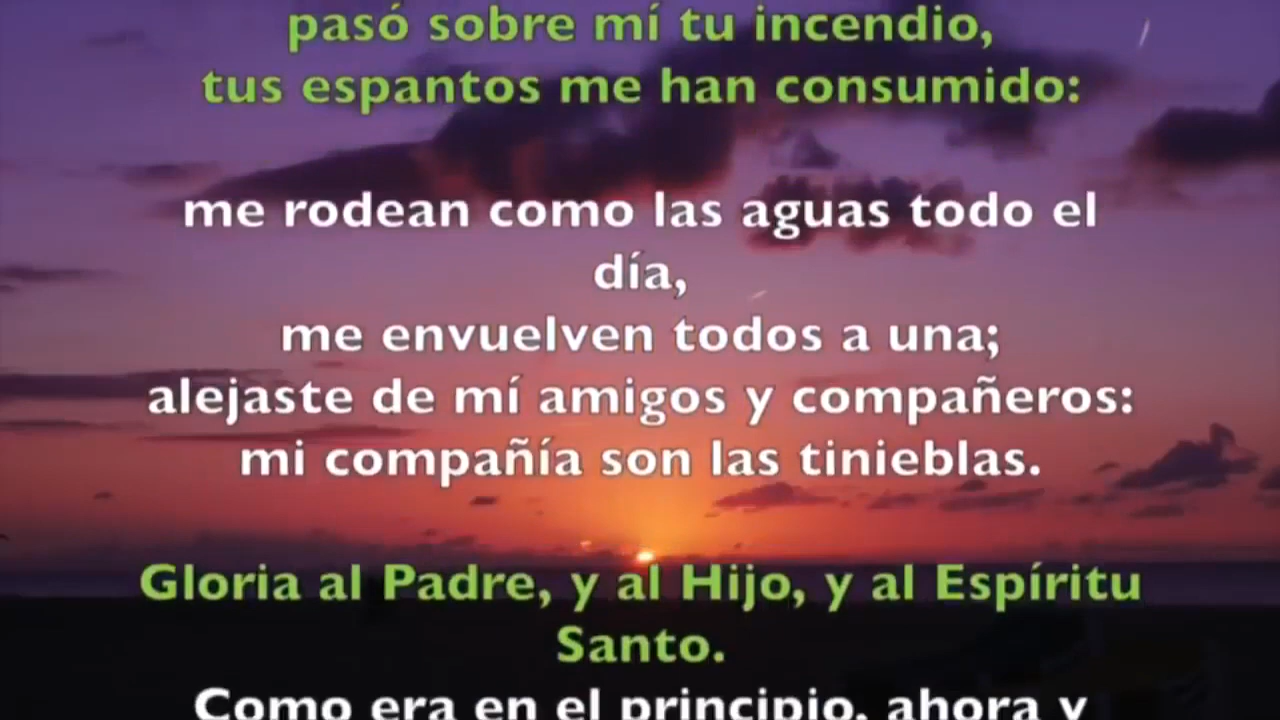 pasó sobre mí tu incendio,
tus espantos me han consumido:
me rodean como las aguas todo el
día,
me envuelven todos a una;
alejaste de mí amigos y compañeros:
mi compañía son las tinieblas.
Gloria al Padre, y al Hijo, y al Espíritu
Santo.
Como era en el principio, ahora y